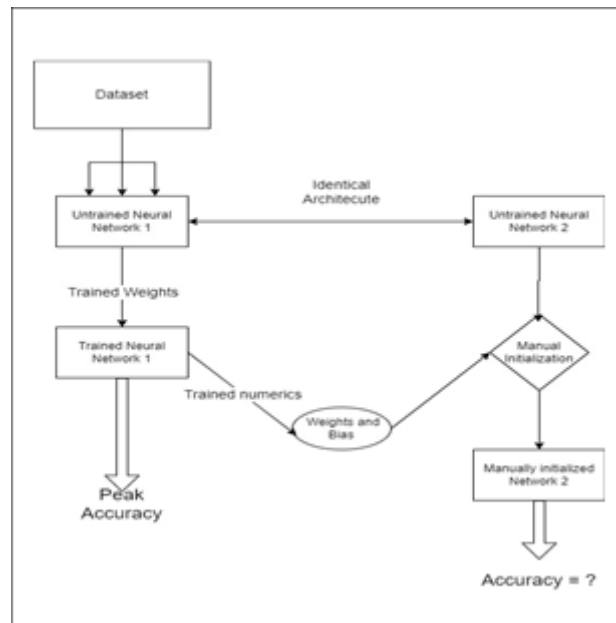 Dataset
Identical
Architecute
Untrained Neural
Network 1
Untrained Neural
Network 2
Trained Weights
Trained Neural
Network 1
Manual
Initialization
Trained numerics
Weights and
Bias
Manually initialized
Network 2
Peak
Accuracy
Accuracy = ?